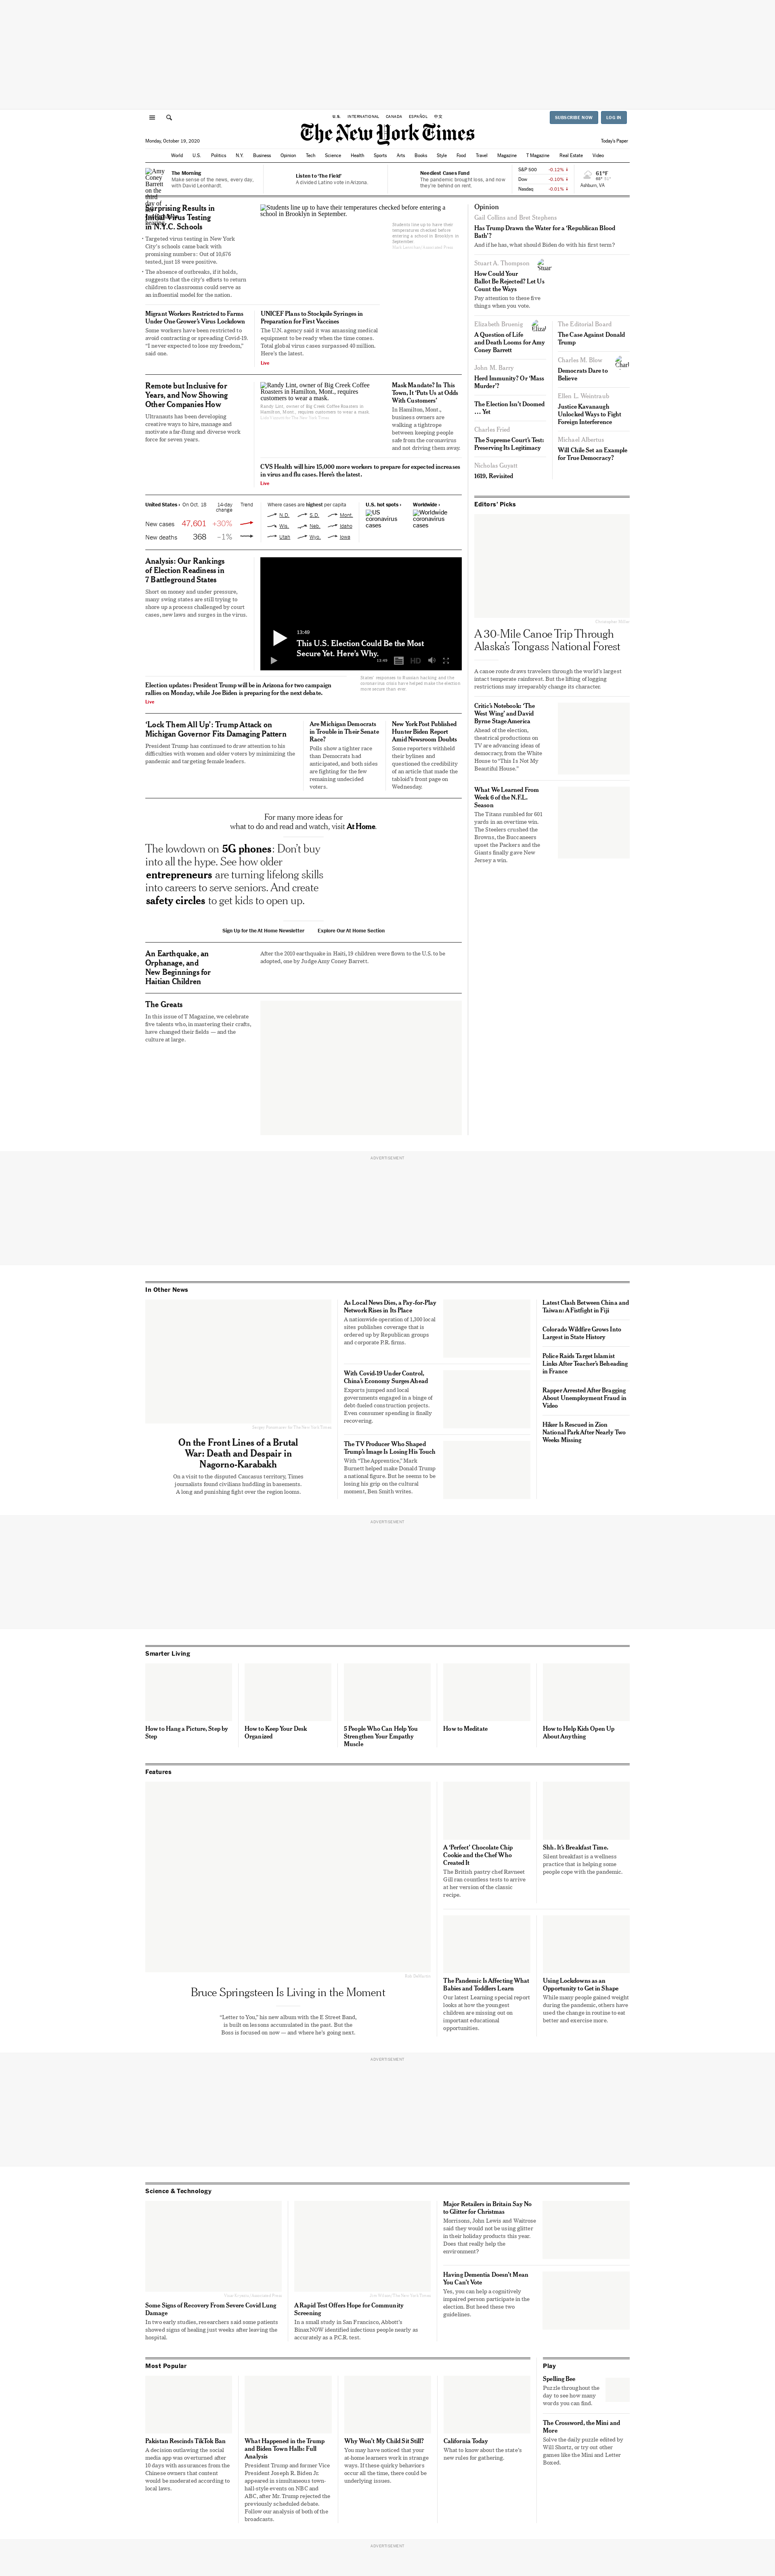 INTERNATIONAL CANADA ESPAÑOL 中文
SUBSCRIBE NOW LOG IN
The New York Times
Monday, October 19, 2020
Today's Paper
World U.S. Politics N.Y. Business Opinion Tech Science Health Sports Arts Books Style Food Travel Magazine T Magazine Real Estate Video
Amy
Coney
Barrett
on the
third
day of
The Morning
Make sense of the news, every day,
with David Leonhardt.
Listen to 'The Field'
A divided Latino vote in Arizona.
Neediest Cases Fund
The pandemic brought loss, and now
they're behind on rent.
S&P 500 -0.12% ↓
Dow -0.10% ↓
Nasdaq -0.01% ↓
61°F
Ashburn, VA
Surprising Results in
Initial Virus Testing
in N.Y.C. Schools
• Targeted virus testing in New York
City's schools came back with
promising numbers: Out of 10,676
tested, just 18 were positive.
• The absence of outbreaks, if it holds,
suggests that the city's efforts to return
children to classrooms could serve as
an influential model for the nation.
Students line up to have their temperatures checked before entering a
school in Brooklyn in September.
Students line up to have their
temperatures checked before
entering a school in Brooklyn in
September.
Migrant Workers Restricted to Farms
Under One Grower's Virus Lockdown
Some workers have been restricted to
avoid contracting or spreading Covid-19.
“I never expected to lose my freedom,”
said one.
UNICEF Plans to Stockpile Syringes in
Preparation for First Vaccines
The U.N. agency said it was amassing medical
equipment to be ready when the time comes.
Total global virus cases surpassed 40 million.
Here's the latest.
Live
Remote but Inclusive for
Years, and Now Showing
Other Companies How
Ultranauts has been developing
creative ways to hire, manage and
motivate a far-flung and diverse work
force for seven years.
Randy Lint, owner of Big Creek Coffee
Roasters in Hamilton, Mont., requires
customers to wear a mask.
Randy Lint, owner of Big Creek Coffee Roasters in
Hamilton, Mont., requires customers to wear a mask.
Mask Mandate? In This
Town, It ‘Puts Us at Odds
With Customers’
In Hamilton, Mont.,
business owners are
walking a tightrope
between keeping people
safe from the coronavirus
and not driving them away.
CVS Health will hire 15,000 more workers to prepare for expected increases
in virus and flu cases. Here's the latest.
Live
United States › On Oct. 18 14-day
change Trend
New cases 47,601 +30%
New deaths 368 –1%
Where cases are highest per capita
N.D. S.D. Mont.
Wis. Neb. Idaho
Utah Wyo. Iowa
U.S. hot spots ›
US
coronavirus
cases
Worldwide ›
Worldwide
coronavirus
cases
Analysis: Our Rankings
of Election Readiness in
7 Battleground States
Short on money and under pressure,
many swing states are still trying to
shore up a process challenged by court
cases, new laws and surges in the virus.
13:49
This U.S. Election Could Be the Most
Secure Yet. Here's Why.
13:49 HD
States' responses to Russian hacking and the
coronavirus crisis have helped make the election
more secure than ever.
Election updates: President Trump will be in Arizona for two campaign
rallies on Monday, while Joe Biden is preparing for the next debate.
Live
‘Lock Them All Up’: Trump Attack on
Michigan Governor Fits Damaging Pattern
President Trump has continued to draw attention to his
difficulties with women and older voters by minimizing the
pandemic and targeting female leaders.
Are Michigan Democrats
in Trouble in Their Senate
Race?
Polls show a tighter race
than Democrats had
anticipated, and both sides
are fighting for the few
remaining undecided
voters.
New York Post Published
Hunter Biden Report
Amid Newsroom Doubts
Some reporters withheld
their bylines and
questioned the credibility
of an article that made the
tabloid's front page on
Wednesday.
For many more ideas for
what to do and read and watch, visit At Home.
The lowdown on 5G phones: Don't buy
into all the hype. See how older
entrepreneurs are turning lifelong skills
into careers to serve seniors. And create
safety circles to get kids to open up.
Sign Up for the At Home Newsletter Explore Our At Home Section
An Earthquake, an
Orphanage, and
New Beginnings for
Haitian Children
After the 2010 earthquake in Haiti, 19 children were flown to the U.S. to be
adopted, one by Judge Amy Coney Barrett.
The Greats
In this issue of T Magazine, we celebrate
five talents who, in mastering their crafts,
have changed their fields — and the
culture at large.
Opinion
Gail Collins and Bret Stephens
Has Trump Drawn the Water for a ‘Republican Blood
Bath’?
And if he has, what should Biden do with his first term?
Stuart A. Thompson
How Could Your
Ballot Be Rejected? Let Us
Count the Ways
Pay attention to these five
things when you vote.
Elizabeth Bruenig
A Question of Life
and Death Looms for Amy
Coney Barrett
John M. Barry
Herd Immunity? Or ‘Mass
Murder’?
The Election Isn't Doomed
… Yet
Charles Fried
The Supreme Court's Test:
Preserving Its Legitimacy
Nicholas Guyatt
1619, Revisited
The Editorial Board
The Case Against Donald
Trump
Charles M. Blow
Democrats Dare to
Believe
Ellen L. Weintraub
Justice Kavanaugh
Unlocked Ways to Fight
Foreign Interference
Michael Albertus
Will Chile Set an Example
for True Democracy?
Editors' Picks
Christopher Miller
A 30-Mile Canoe Trip Through
Alaska's Tongass National Forest
A canoe route draws travelers through the world's largest
intact temperate rainforest. But the lifting of logging
restrictions may irreparably change its character.
Critic's Notebook: ‘The
West Wing’ and David
Byrne Stage America
Ahead of the election,
theatrical productions on
TV are advancing ideas of
democracy, from the White
House to “This Is Not My
Beautiful House.”
What We Learned From
Week 6 of the N.F.L.
Season
The Titans rumbled for 601
yards in an overtime win.
The Steelers crushed the
Browns, the Buccaneers
upset the Packers and the
Giants finally gave New
Jersey a win.
ADVERTISEMENT
In Other News
On the Front Lines of a Brutal
War: Death and Despair in
Nagorno-Karabakh
On a visit to the disputed Caucasus territory, Times
journalists found civilians huddling in basements.
A long and punishing fight over the region looms.
As Local News Dies, a Pay-for-Play
Network Rises in Its Place
A nationwide operation of 1,300 local
sites publishes coverage that is
ordered up by Republican groups
and corporate P.R. firms.
With Covid-19 Under Control,
China's Economy Surges Ahead
Exports jumped and local
governments engaged in a binge of
debt-fueled construction projects.
Even consumer spending is finally
recovering.
The TV Producer Who Shaped
Trump's Image Is Losing His Touch
With “The Apprentice,” Mark
Burnett helped make Donald Trump
a national figure. But he seems to be
losing his grip on the cultural
moment, Ben Smith writes.
Latest Clash Between China and
Taiwan: A Fistfight in Fiji
Colorado Wildfire Grows Into
Largest in State History
Police Raids Target Islamist
Links After Teacher's Beheading
in France
Rapper Arrested After Bragging
About Unemployment Fraud in
Video
Hiker Is Rescued in Zion
National Park After Nearly Two
Weeks Missing
ADVERTISEMENT
Smarter Living
How to Hang a Picture, Step by
Step
How to Keep Your Desk
Organized
5 People Who Can Help You
Strengthen Your Empathy
Muscle
How to Meditate
How to Help Kids Open Up
About Anything
Features
Bruce Springsteen Is Living in the Moment
“Letter to You,” his new album with the E Street Band,
is built on lessons accumulated in the past. But the
Boss is focused on now — and where he's going next.
A ‘Perfect’ Chocolate Chip
Cookie and the Chef Who
Created It
The British pastry chef Ravneet
Gill ran countless tests to arrive
at her version of the classic
recipe.
Shh. It's Breakfast Time.
Silent breakfast is a wellness
practice that is helping some
people cope with the pandemic.
The Pandemic Is Affecting What
Babies and Toddlers Learn
Our latest Learning special report
looks at how the youngest
children are missing out on
important educational
opportunities.
Using Lockdowns as an
Opportunity to Get in Shape
While many people gained weight
during the pandemic, others have
used the change in routine to eat
better and exercise more.
ADVERTISEMENT
Science & Technology
Some Signs of Recovery From Severe Covid Lung
Damage
In two early studies, researchers said some patients
showed signs of healing just weeks after leaving the
hospital.
A Rapid Test Offers Hope for Community
Screening
In a small study in San Francisco, Abbott's
BinaxNOW identified infectious people nearly as
accurately as a P.C.R. test.
Major Retailers in Britain Say No
to Glitter for Christmas
Morrisons, John Lewis and Waitrose
said they would not be using glitter
in their holiday products this year.
Does that really help the
environment?
Having Dementia Doesn't Mean
You Can't Vote
Yes, you can help a cognitively
impaired person participate in the
election. But heed these two
guidelines.
Most Popular
Pakistan Rescinds TikTok Ban
A decision outlawing the social
media app was overturned after
10 days with assurances from the
Chinese owners that content
would be moderated according to
local laws.
What Happened in the Trump
and Biden Town Halls: Full
Analysis
President Trump and former Vice
President Joseph R. Biden Jr.
appeared in simultaneous town-
hall-style events on NBC and
ABC, after Mr. Trump rejected the
previously scheduled debate.
Follow our analysis of both of the
broadcasts.
Why Won't My Child Sit Still?
You may have noticed that your
at-home learners work in strange
ways. If these quirky behaviors
occur all the time, there could be
underlying issues.
California Today
What to know about the state's
new rules for gathering.
Play
Spelling Bee
Puzzle throughout the
day to see how many
words you can find.
The Crossword, the Mini and
More
Solve the daily puzzle edited by
Will Shortz, or try out other
games like the Mini and Letter
Boxed.
ADVERTISEMENT